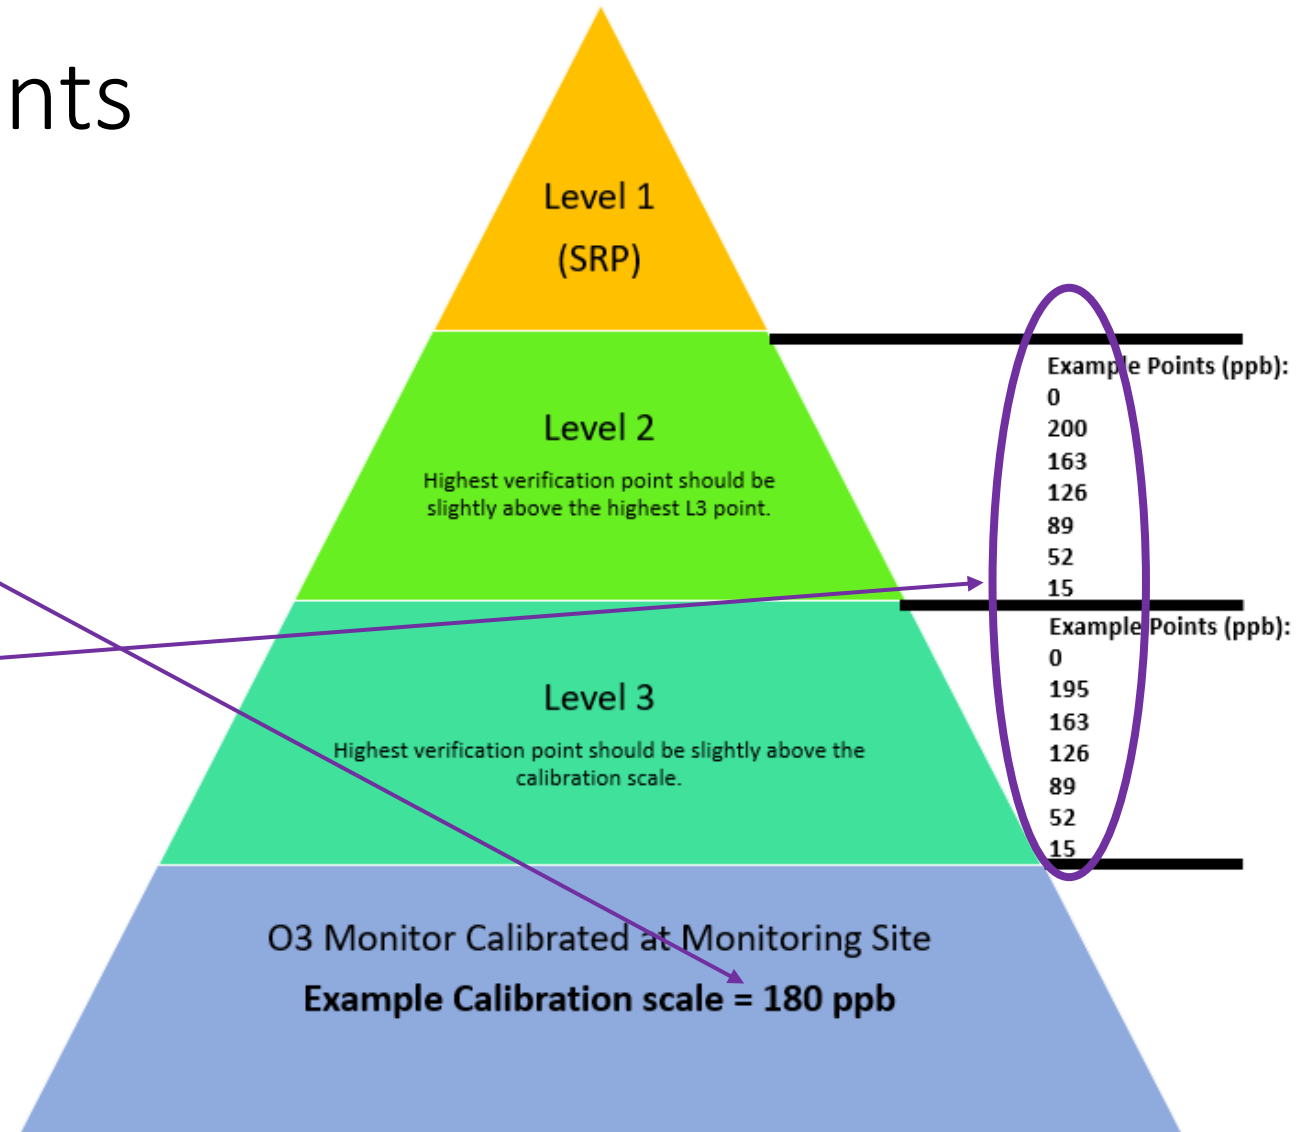 nts
Level 1
(SRP)
Level 2
Highest verification point should be
slightly above the highest L3 point.
Example Points (ppb):
0
200
163
126
89
52
15
Level 3
Highest verification point should be slightly above the
calibration scale.
Example Points (ppb):
0
195
163
126
89
52
15
O3 Monitor Calibrated at Monitoring Site
Example Calibration scale = 180 ppb